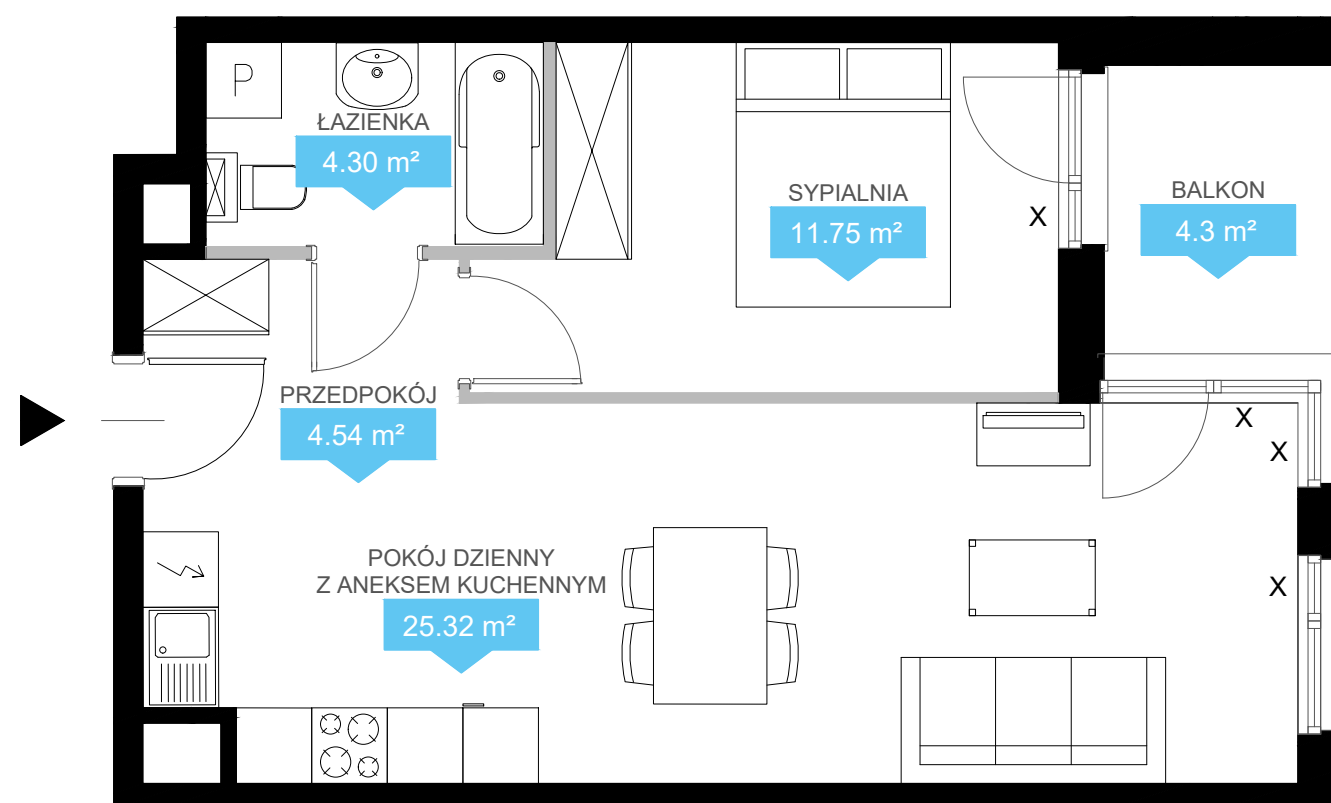 P
ŁAZIENKA
4.30 m²
SYPIALNIA
11.75 m²
X
BALKON
4.3 m²
PRZEDPOKÓJ
4.54 m²
X
X
POKÓJ DZIENNY
Z ANEKSEM KUCHENNYM
25.32 m²
X